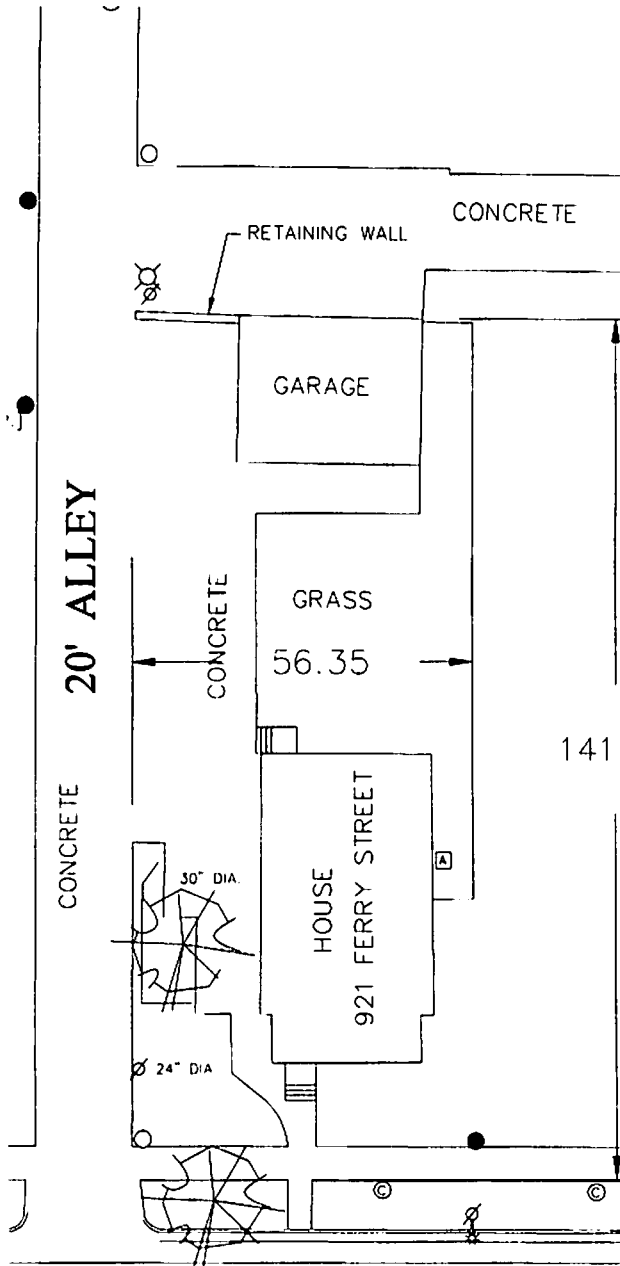 CONCRETE
RETAINING WALL
GARAGE
20' ALLEY
CONCRETE
GRASS
56.35
141
CONCRETE
HOUSE
921 FERRY STREET
A
30" DIA.
24" DIA
C
C